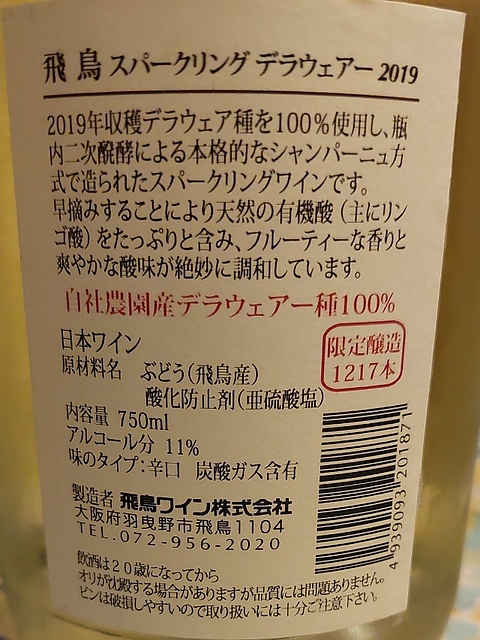 飛鳥 スパークリング デラウェアー 2019
2019年収穫デラウェア種を100%使用し、瓶
内二次醗酵による本格的なシャンパーニュ方
式で造られたスパークリングワインです。
早摘みすることにより天然の有機酸（主にリン
ゴ酸）をたっぷりと含み、フルーティーな香りと
爽やかな酸味が絶妙に調和しています。
自社農園産デラウェアー種100%
日本ワイン
限定醸造
1217本
原材料名 ぶどう（飛鳥産）
酸化防止剤（亜硫酸塩）
内容量 750ml
アルコール分 11%
味のタイプ：辛口 炭酸ガス含有
製造者 飛鳥ワイン株式会社
大阪府羽曳野市飛鳥1104
TEL.072-956-2020
4939093201871
飲酒は20歳になってから
オリが沈殿する場合がありますが品質には問題ありません。
ビンは破損しやすいので取り扱いには十分ご注意下さい。